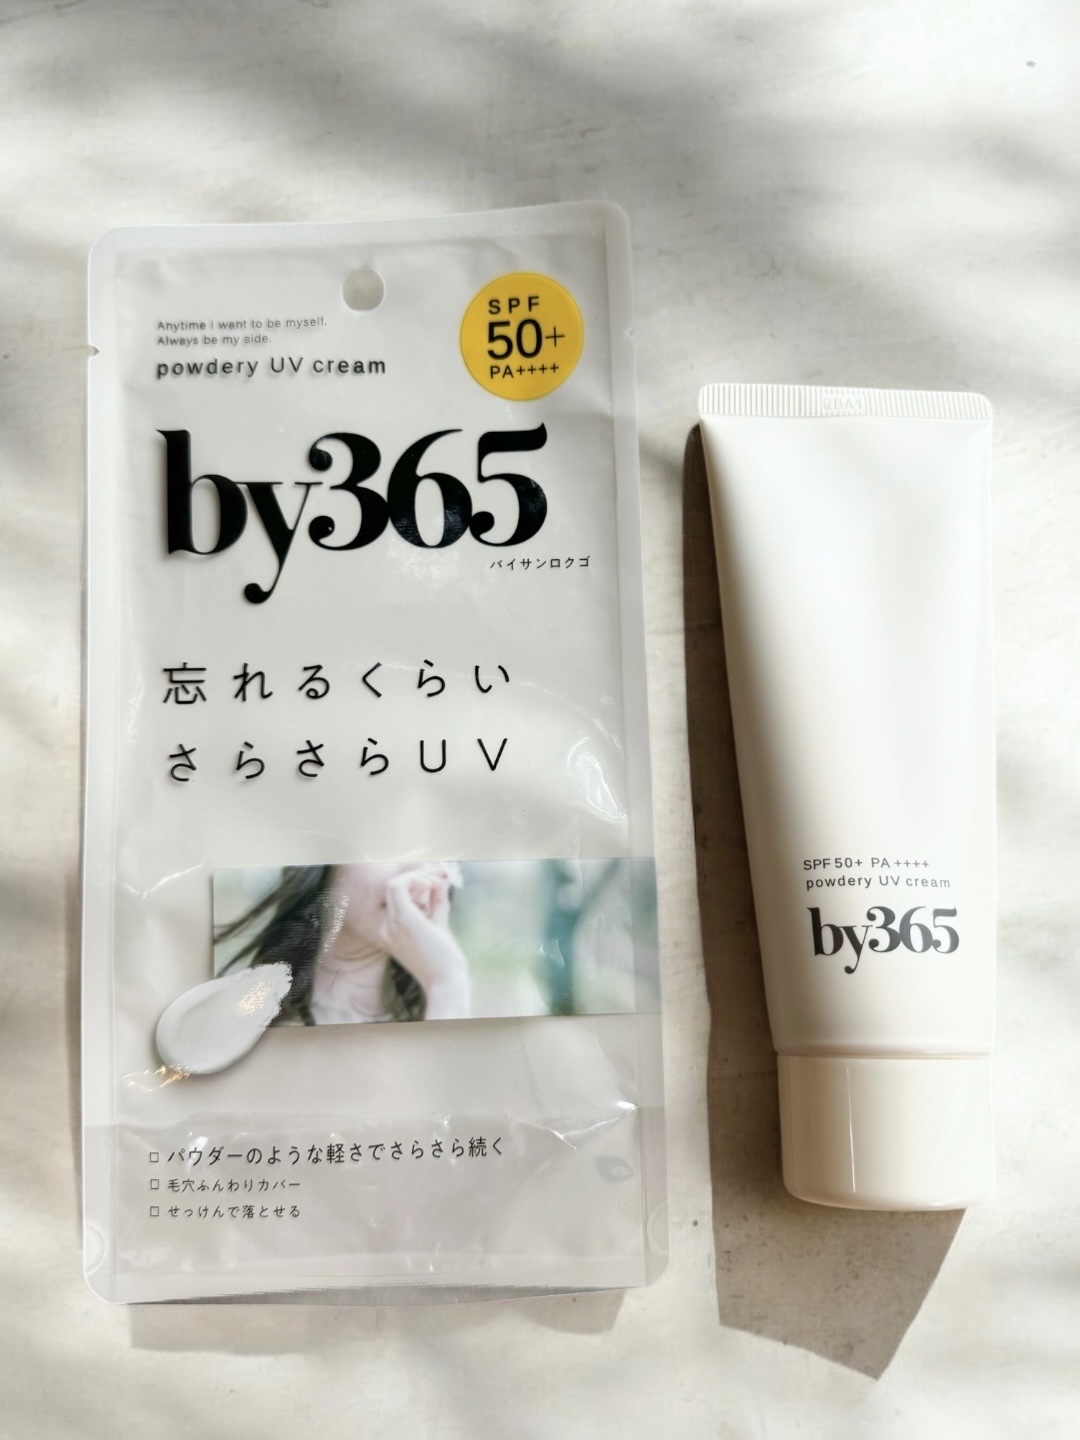 Anytime I want to be myself.
Always be my side.
powdery UV cream
SPF
50+
PA++++
by365
バイサンロクゴ
忘れるくらい
さらさらUV
□ パウダーのような軽さでさらさら続く
□ 毛穴ふんわりカバー
□ せっけんで落とせる
SPF50+ PA++++
powdery UV cream
by365